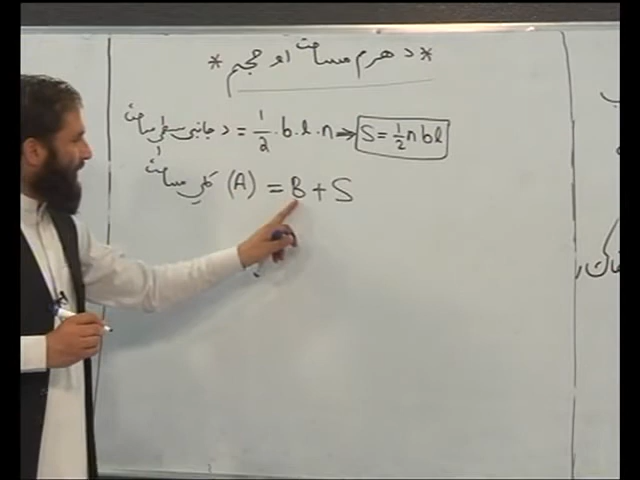 * د هرم مساحت او حجم *
د جانبي سطحې مساحت = 1/2 . b . l . n ⇒ S = 1/2 n b l
کلي مساحت (A) = B + S